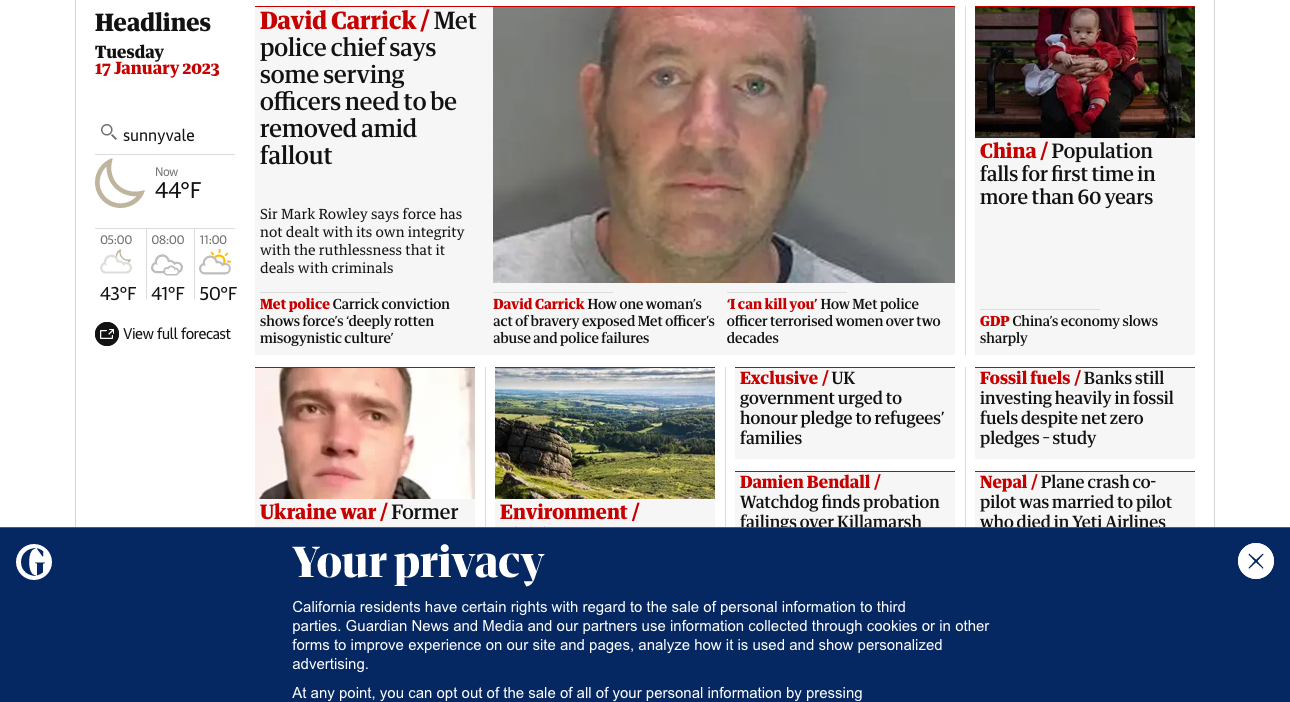 Headlines
Tuesday
17 January 2023
sunnyvale
Now
44°F
05:00 08:00 11:00
43°F 41°F 50°F
View full forecast
David Carrick / Met
police chief says
some serving
officers need to be
removed amid
fallout
Sir Mark Rowley says force has
not dealt with its own integrity
with the ruthlessness that it
deals with criminals
Met police Carrick conviction
shows force’s ‘deeply rotten
misogynistic culture’
David Carrick How one woman’s
act of bravery exposed Met officer’s
abuse and police failures
‘I can kill you’ How Met police
officer terrorised women over two
decades
China / Population
falls for first time in
more than 60 years
GDP China’s economy slows
sharply
Ukraine war / Former
Environment /
Exclusive / UK
government urged to
honour pledge to refugees’
families
Damien Bendall /
Watchdog finds probation
failings over Killamarsh
Fossil fuels / Banks still
investing heavily in fossil
fuels despite net zero
pledges – study
Nepal / Plane crash co-
pilot was married to pilot
who died in Yeti Airlines
Your privacy
California residents have certain rights with regard to the sale of personal information to third
parties. Guardian News and Media and our partners use information collected through cookies or in other
forms to improve experience on our site and pages, analyze how it is used and show personalized
advertising.
At any point, you can opt out of the sale of all of your personal information by pressing